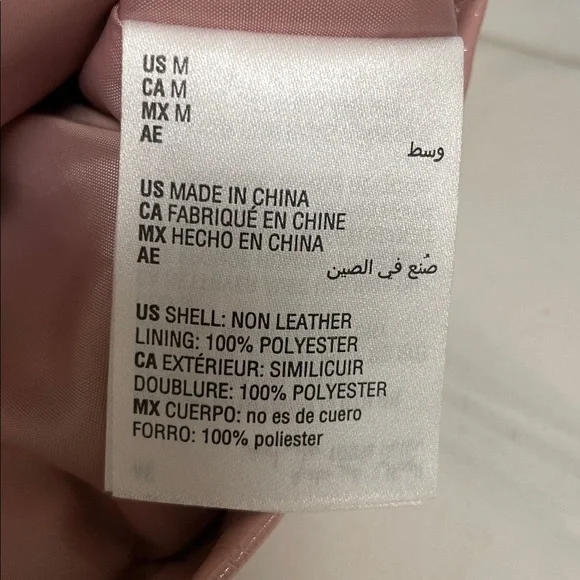 US M
CA M
MX M
AE
وسط
US MADE IN CHINA
CA FABRIQUÉ EN CHINE
MX HECHO EN CHINA
AE
صُنع في الصين
US SHELL: NON LEATHER
LINING: 100% POLYESTER
CA EXTÉRIEUR: SIMILICUIR
DOUBLURE: 100% POLYESTER
MX CUERPO: no es de cuero
FORRO: 100% poliester